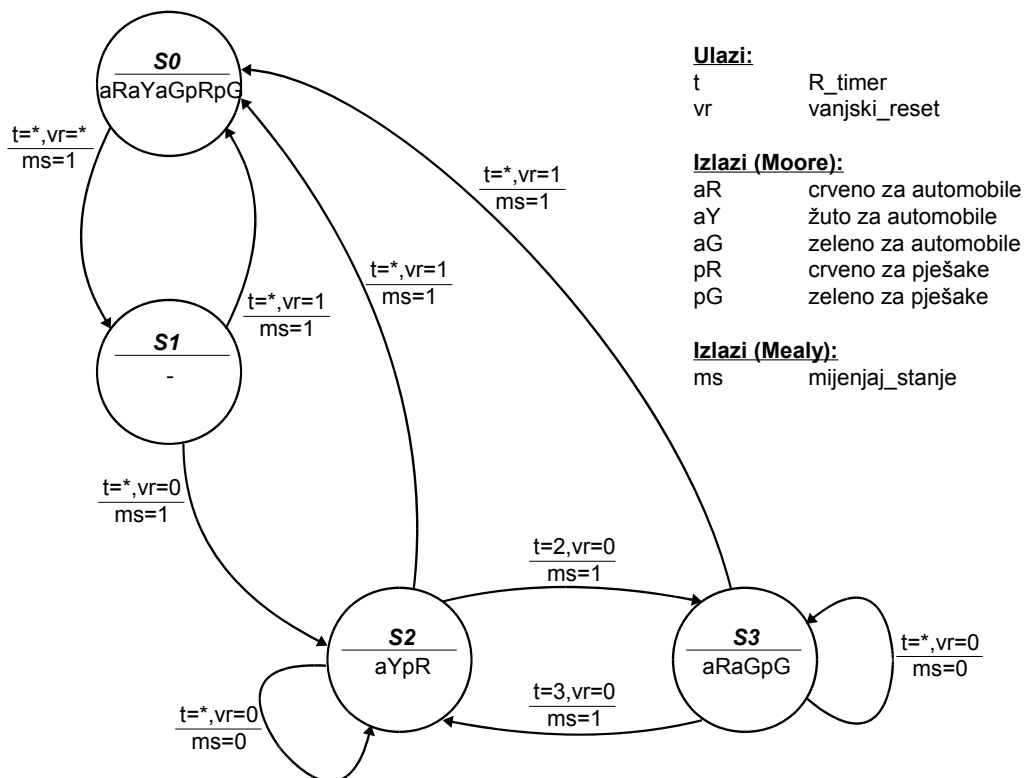 S0
aRaYaGpRpG
t=*,vr=*
ms=1
t=*,vr=1
ms=1
t=*,vr=1
ms=1
t=*,vr=1
ms=1
S1
-
t=*,vr=0
ms=1
t=2,vr=0
ms=1
S2
aYpR
S3
aRaGpG
t=*,vr=0
ms=0
t=3,vr=0
ms=1
t=*,vr=0
ms=0
Ulazi:
t R_timer
vr vanjski_reset
Izlazi (Moore):
aR crveno za automobile
aY žuto za automobile
aG zeleno za automobile
pR crveno za pješake
pG zeleno za pješake
Izlazi (Mealy):
ms mijenjaj_stanje